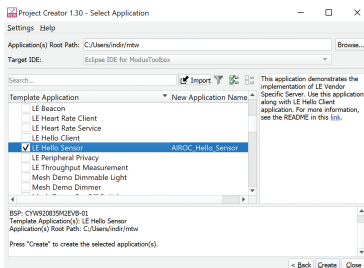 Project Creator 1.30 - Select Application
Settings Help
Application(s) Root Path: C:/Users/indir/mtw
Browse...
Target IDE: Eclipse IDE for ModusToolbox
Search...
Import
Template Application
New Application Name
LE Beacon
LE Heart Rate Client
LE Heart Rate Service
LE Hello Client
LE Hello Sensor AIROC_Hello_Sensor
LE Peripheral Privacy
LE Throughput Measurement
Mesh Demo Dimmable Light
Mesh Demo Dimmer
This application demonstrates the
implementation of LE Vendor
Specific Server. Use this application
along with LE Hello Client
application. For more information,
see the README in this link.
BSP: CYW920835M2EVB-01
Template Application(s): LE Hello Sensor
Application(s) Root Path: C:/Users/indir/mtw
Press "Create" to create the selected application(s).
< Back Create Close